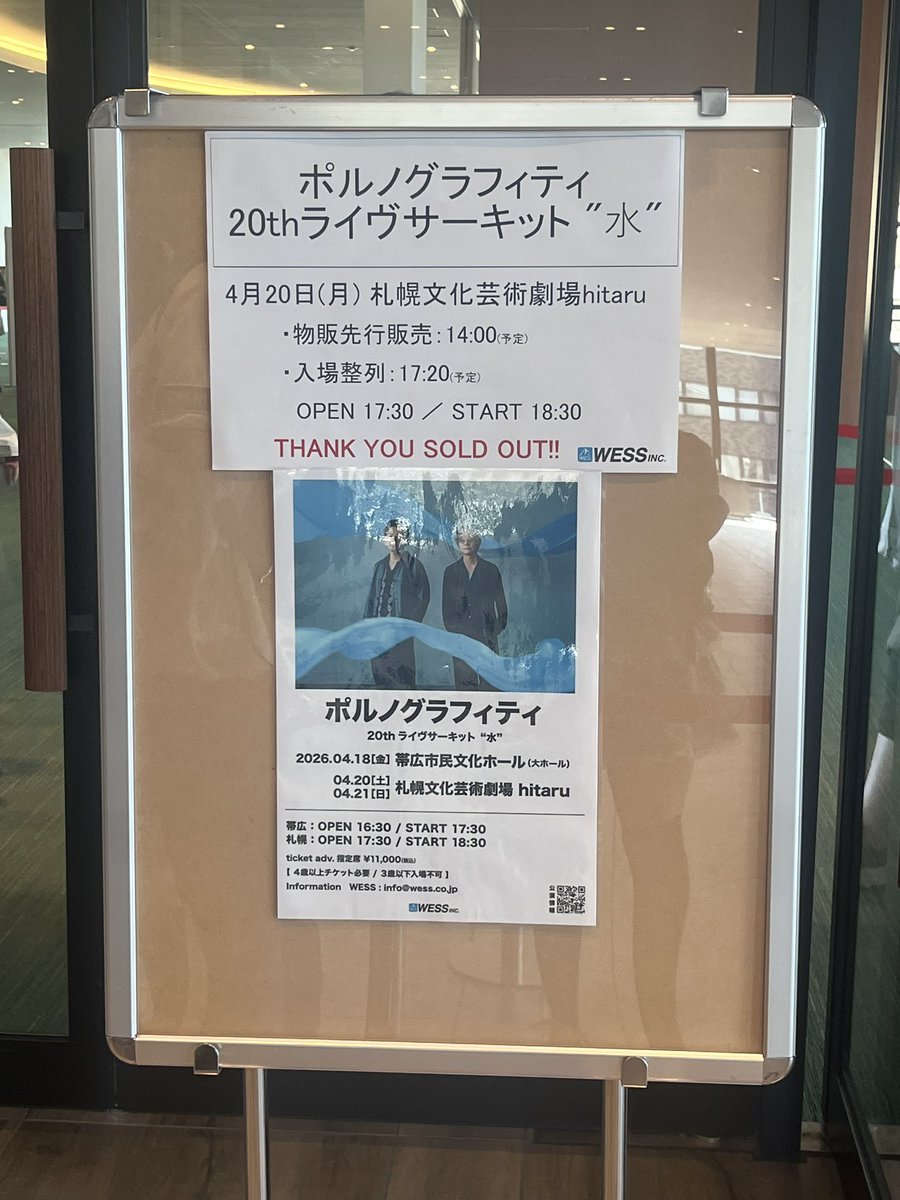 ポルノグラフィティ
20thライヴサーキット "水"
4月20日(月) 札幌文化芸術劇場hitaru
・物販先行販売：14:00(予定)
・入場整列：17:20(予定)
OPEN 17:30 ／ START 18:30
THANK YOU SOLD OUT!! WESS INC.
ポルノグラフィティ
20th ライヴサーキット “水”
2026.04.18[金] 帯広市民文化ホール(大ホール)
04.20[土]
04.21[日] 札幌文化芸術劇場 hitaru
帯広：OPEN 16:30 / START 17:30
札幌：OPEN 17:30 / START 18:30
ticket adv. 指定席 ¥11,000(税込)
【 4歳以上チケット必要 / 3歳以下入場不可 】
Information WESS : info@wess.co.jp
公演情報
WESS INC.